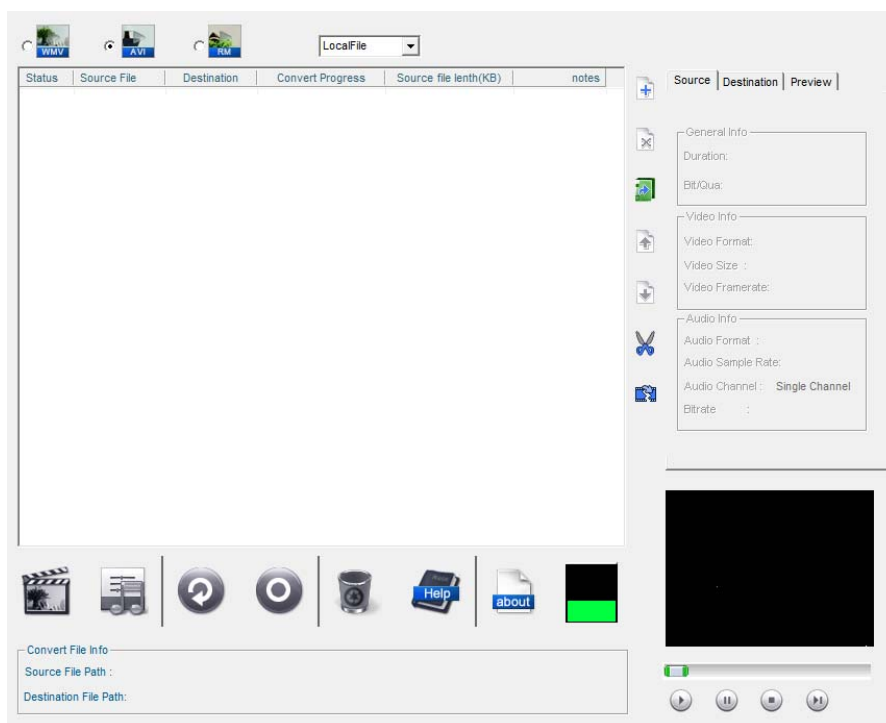 WMV AVI RM LocalFile
Status Source File Destination Convert Progress Source file lenth(KB) notes
Source Destination Preview
General Info
Duration:
Bit/Qua:
Video Info
Video Format:
Video Size :
Video Framerate:
Audio Info
Audio Format :
Audio Sample Rate:
Audio Channel : Single Channel
Bitrate :
Help about
Convert File Info
Source File Path :
Destination File Path: